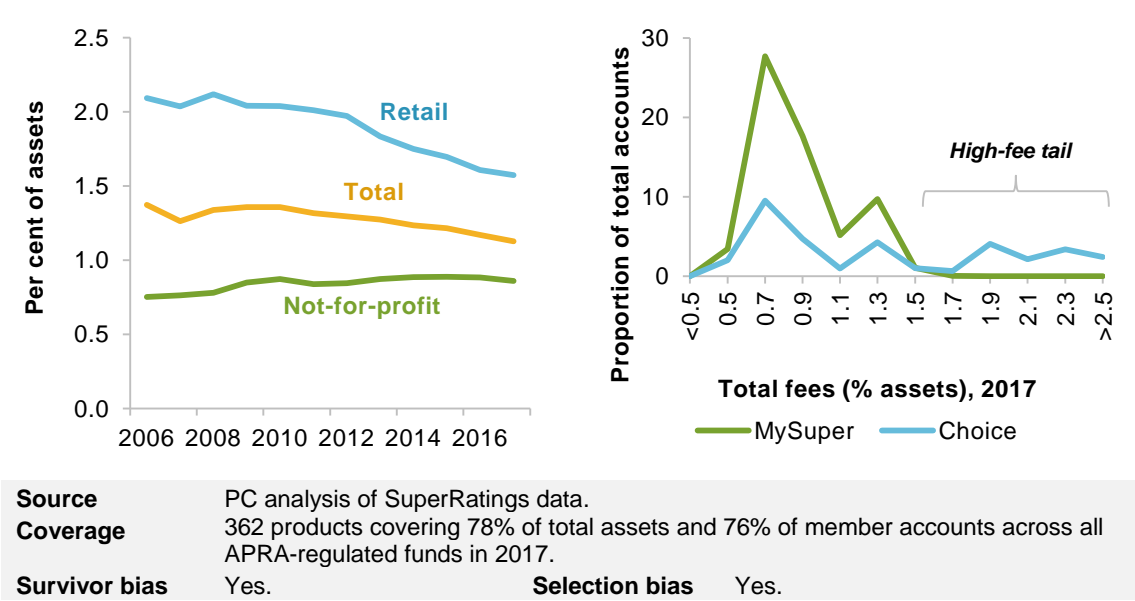 Per cent of assets
2.5
2.0
1.5
1.0
0.5
0.0
Retail
Total
Not-for-profit
2006 2008 2010 2012 2014 2016
Proportion of total accounts
30
20
10
0
High-fee tail
<0.5 0.5 0.7 0.9 1.1 1.3 1.5 1.7 1.9 2.1 2.3 >2.5
Total fees (% assets), 2017
MySuper Choice
Source PC analysis of SuperRatings data.
Coverage 362 products covering 78% of total assets and 76% of member accounts across all
APRA-regulated funds in 2017.
Survivor bias Yes. Selection bias Yes.